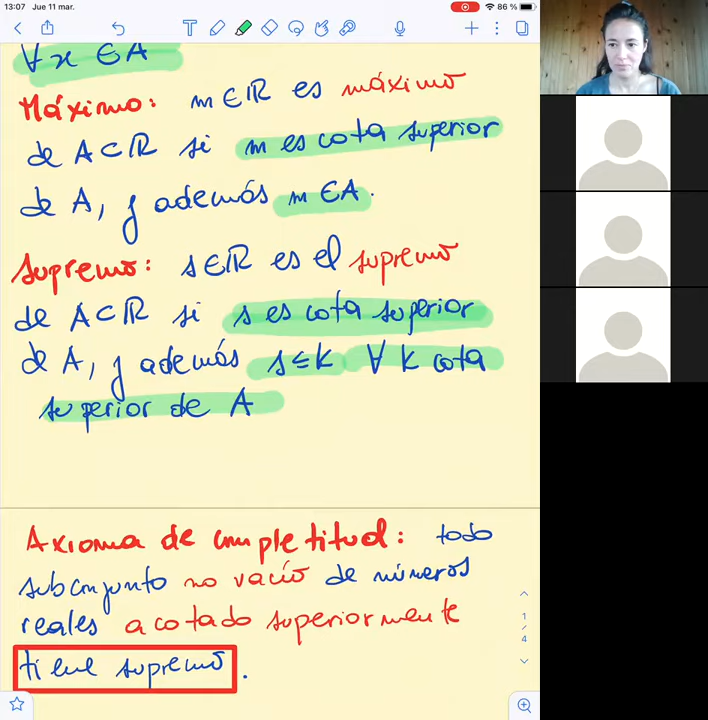 13:07 Jue 11 mar.
86 %
∀x ∈A
Máximo: m∈ℝ es máximo
de A⊂ℝ si m es cota superior
de A, y además m∈A.
Supremo: s∈ℝ es el supremo
de A⊂ℝ si s es cota superior
de A, y además s≤k ∀ k cota
superior de A
Axioma de completitud: todo
subconjunto no vacío de números
reales acotado superiormente
tiene supremo.
1
/
4